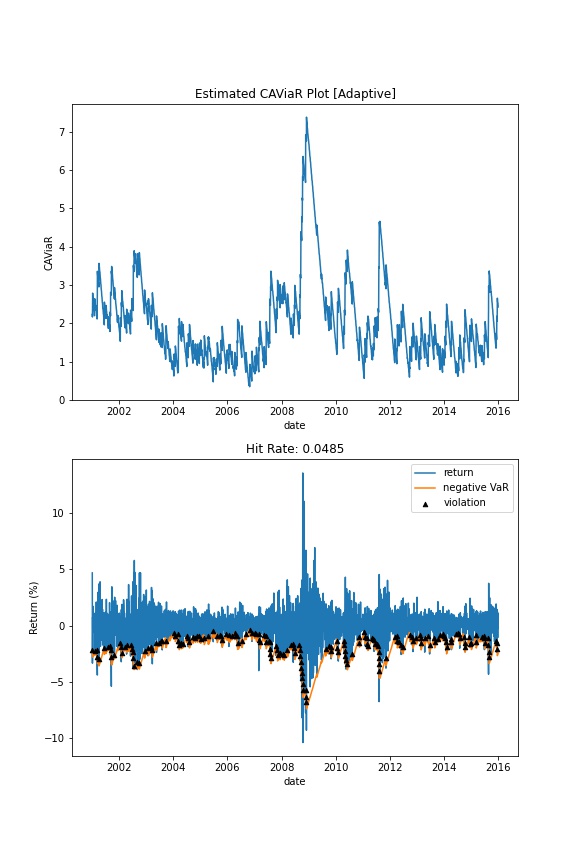 Estimated CAViaR Plot [Adaptive]
7
6
5
4
3
2
1
0
CAViaR
2002 2004 2006 2008 2010 2012 2014 2016
date
Hit Rate: 0.0485
return
negative VaR
violation
10
5
0
−5
−10
Return (%)
2002 2004 2006 2008 2010 2012 2014 2016
date